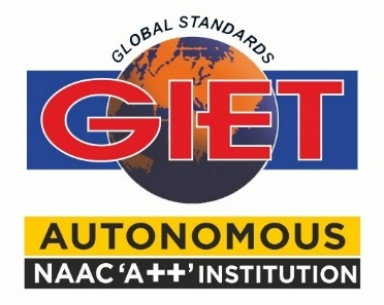 GLOBAL STANDARDS
GIET
AUTONOMOUS
NAAC 'A++' INSTITUTION